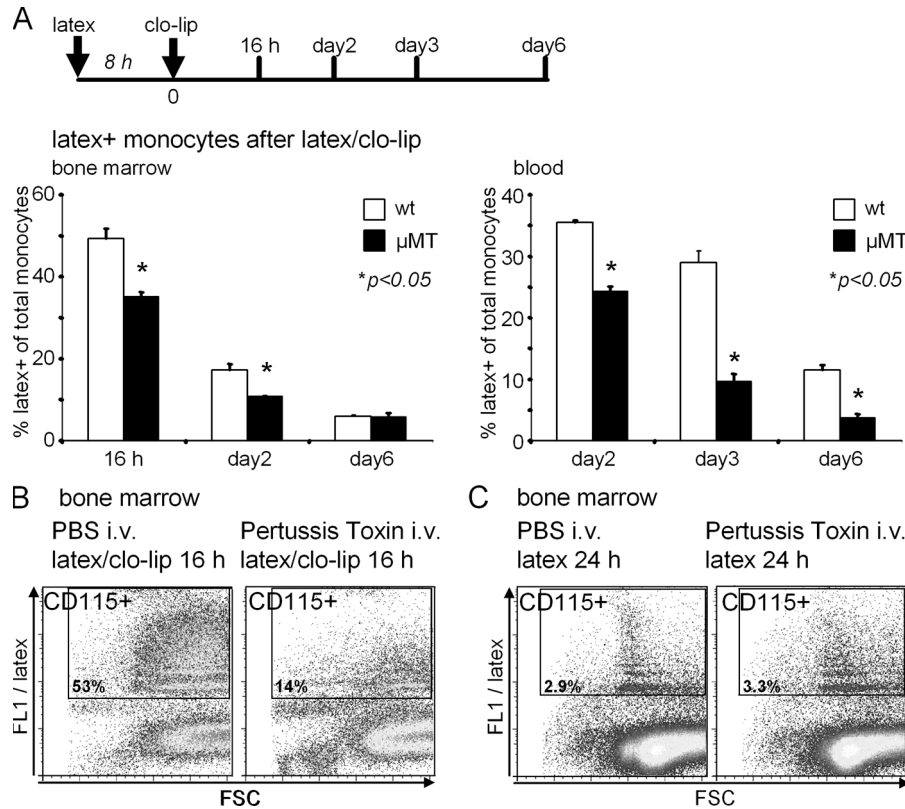 A
latex
clo-lip
8 h
16 h
day2
day3
day6
0
latex+ monocytes after latex/clo-lip
bone marrow
% latex+ of total monocytes
60
40
20
0
wt
µMT
*p<0.05
*
*
16 h
day2
day6
blood
% latex+ of total monocytes
40
30
20
10
0
wt
µMT
*p<0.05
*
*
*
day2
day3
day6
B bone marrow
PBS i.v.
latex/clo-lip 16 h
Pertussis Toxin i.v.
latex/clo-lip 16 h
FL1 / latex
CD115+
53%
CD115+
14%
FSC
C bone marrow
PBS i.v.
latex 24 h
Pertussis Toxin i.v.
latex 24 h
FL1 / latex
CD115+
2.9%
CD115+
3.3%
FSC